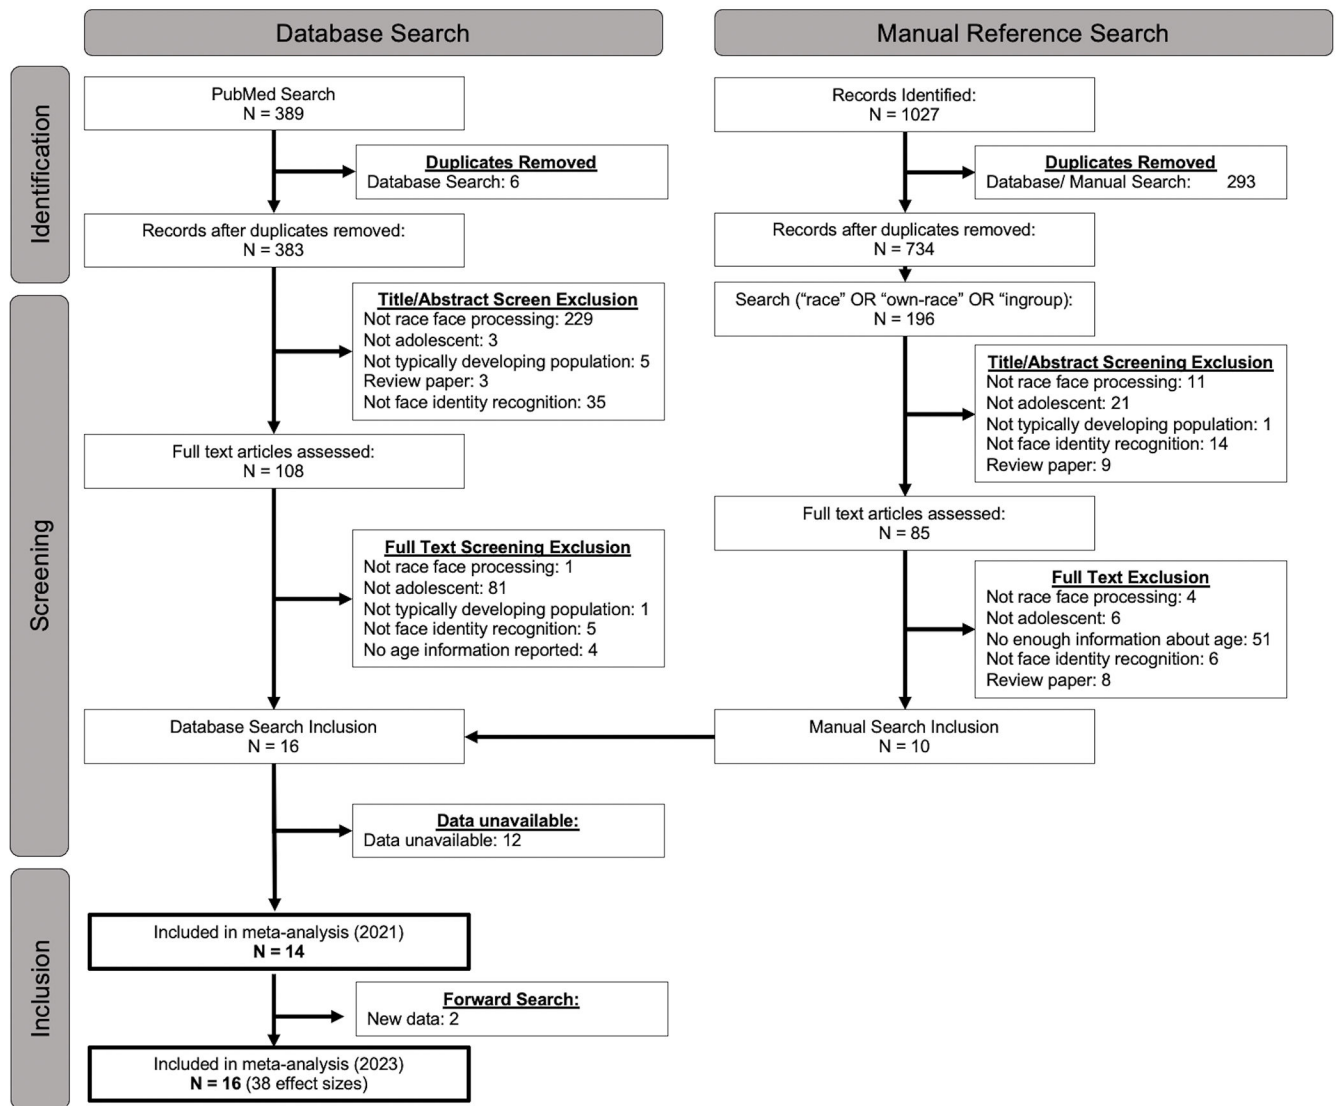 Database Search
Manual Reference Search
Identification
PubMed Search
N = 389
Duplicates Removed
Database Search: 6
Records after duplicates removed:
N = 383
Records Identified:
N = 1027
Duplicates Removed
Database/ Manual Search: 293
Records after duplicates removed:
N = 734
Screening
Title/Abstract Screen Exclusion
Not race face processing: 229
Not adolescent: 3
Not typically developing population: 5
Review paper: 3
Not face identity recognition: 35
Full text articles assessed:
N = 108
Full Text Screening Exclusion
Not race face processing: 1
Not adolescent: 81
Not typically developing population: 1
Not face identity recognition: 5
No age information reported: 4
Database Search Inclusion
N = 16
Search (“race” OR “own-race” OR “ingroup):
N = 196
Title/Abstract Screening Exclusion
Not race face processing: 11
Not adolescent: 21
Not typically developing population: 1
Not face identity recognition: 14
Review paper: 9
Full text articles assessed:
N = 85
Full Text Exclusion
Not race face processing: 4
Not adolescent: 6
No enough information about age: 51
Not face identity recognition: 6
Review paper: 8
Manual Search Inclusion
N = 10
Data unavailable:
Data unavailable: 12
Inclusion
Included in meta-analysis (2021)
N = 14
Forward Search:
New data: 2
Included in meta-analysis (2023)
N = 16 (38 effect sizes)